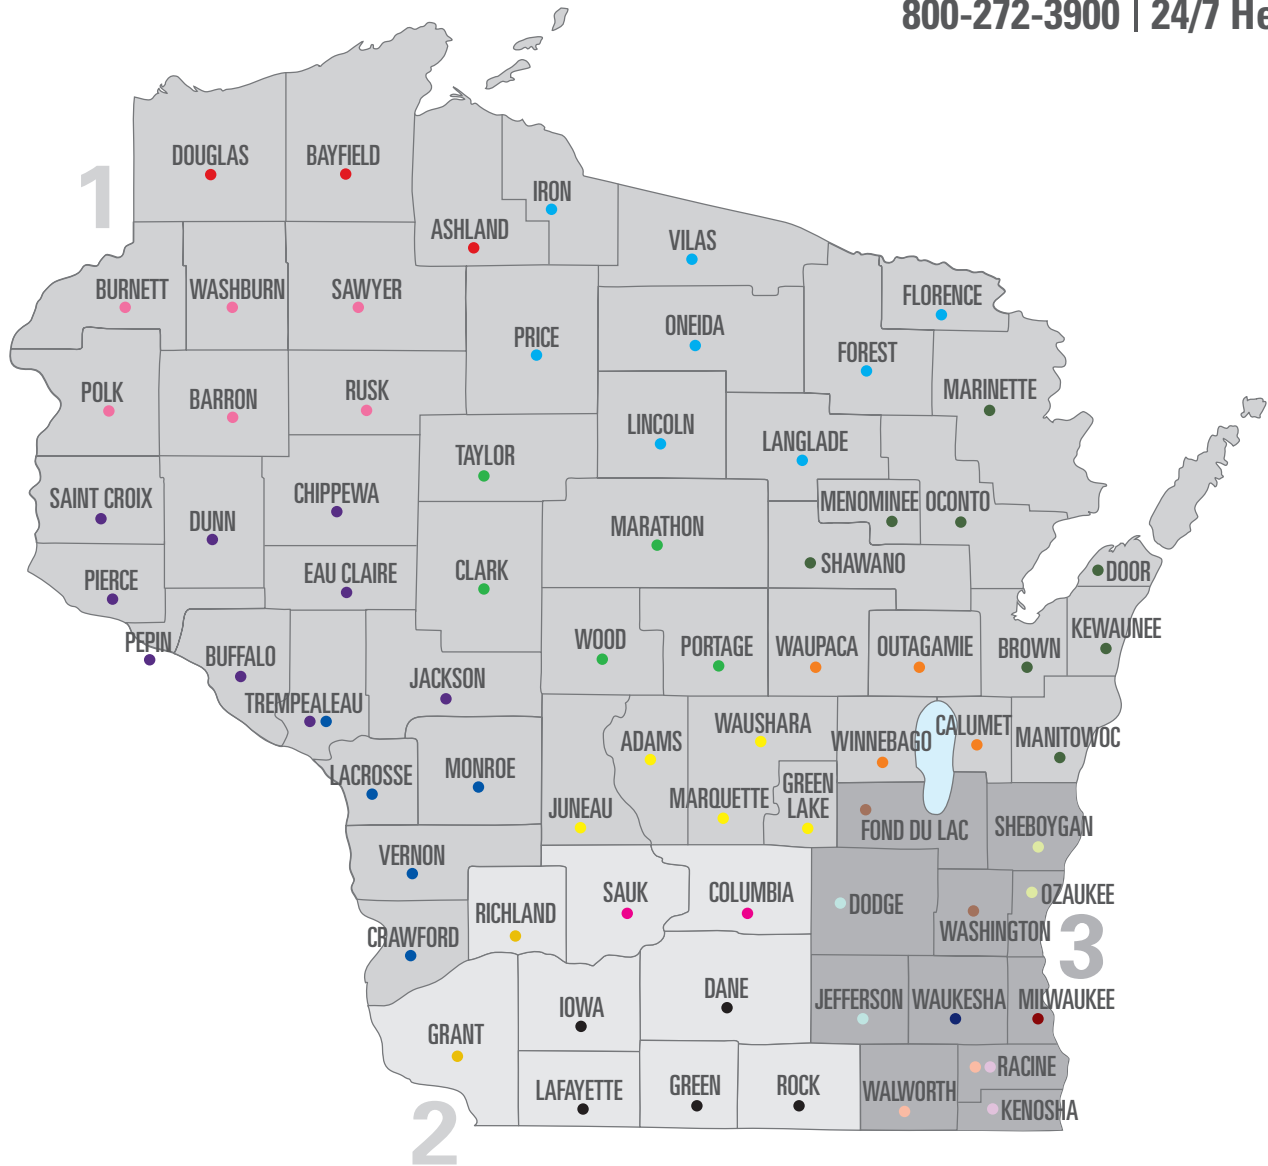 800-272-3900 | 24/7 He
1
DOUGLAS
BAYFIELD
IRON
ASHLAND
VILAS
BURNETT
WASHBURN
SAWYER
FLORENCE
PRICE
ONEIDA
FOREST
POLK
BARRON
RUSK
MARINETTE
LINCOLN
LANGLADE
TAYLOR
SAINT CROIX
CHIPPEWA
MENOMINEE
OCONTO
DUNN
MARATHON
SHAWANO
PIERCE
EAU CLAIRE
CLARK
DOOR
PEPIN
BUFFALO
WOOD
PORTAGE
WAUPACA
OUTAGAMIE
BROWN
KEWAUNEE
TREMPEALEAU
JACKSON
ADAMS
WAUSHARA
WINNEBAGO
CALUMET
MANITOWOC
LACROSSE
MONROE
JUNEAU
MARQUETTE
GREEN
LAKE
FOND DU LAC
SHEBOYGAN
VERNON
RICHLAND
SAUK
COLUMBIA
DODGE
OZAUKEE
WASHINGTON
3
CRAWFORD
GRANT
IOWA
DANE
JEFFERSON
WAUKESHA
MILWAUKEE
LAFAYETTE
GREEN
ROCK
WALWORTH
RACINE
KENOSHA
2